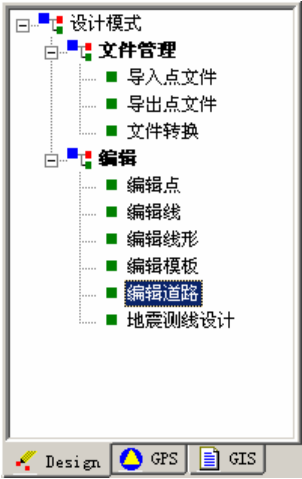 设计模式
文件管理
导入点文件
导出点文件
文件转换
编辑
编辑点
编辑线
编辑线形
编辑模板
编辑道路
地震测线设计
Design GPS GIS